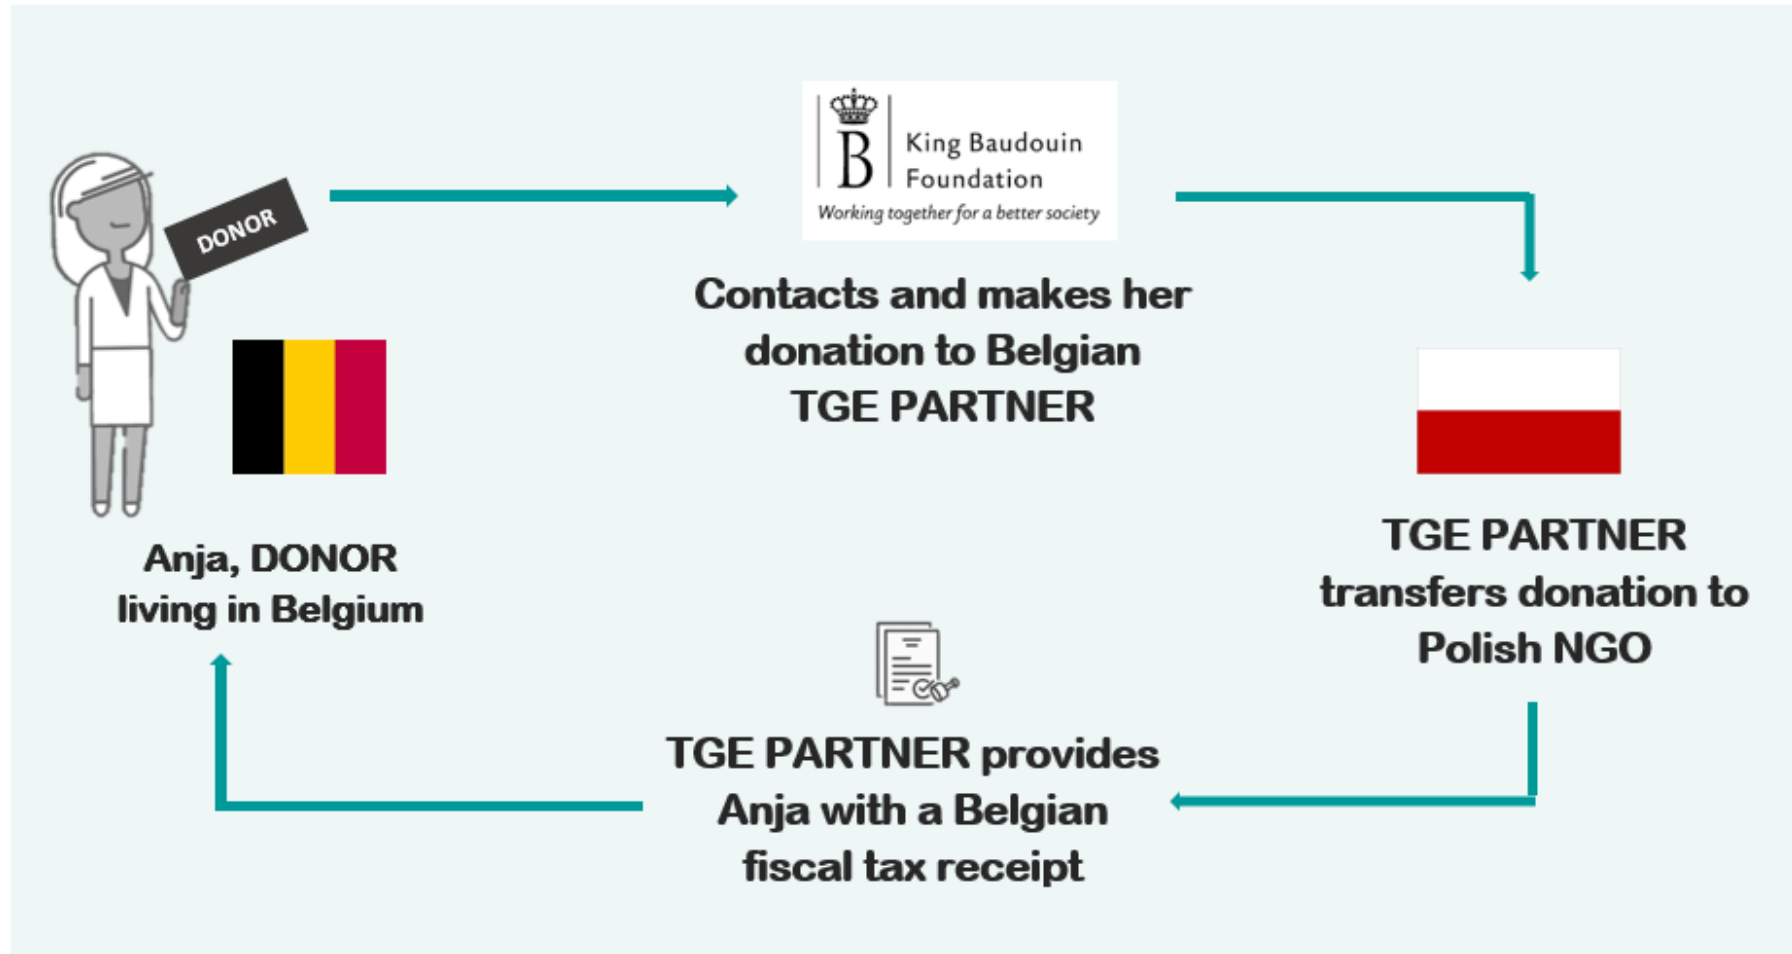 DONOR
B
King Baudouin
Foundation
Working together for a better society
Contacts and makes her
donation to Belgian
TGE PARTNER
Anja, DONOR
living in Belgium
TGE PARTNER
transfers donation to
Polish NGO
TGE PARTNER provides
Anja with a Belgian
fiscal tax receipt